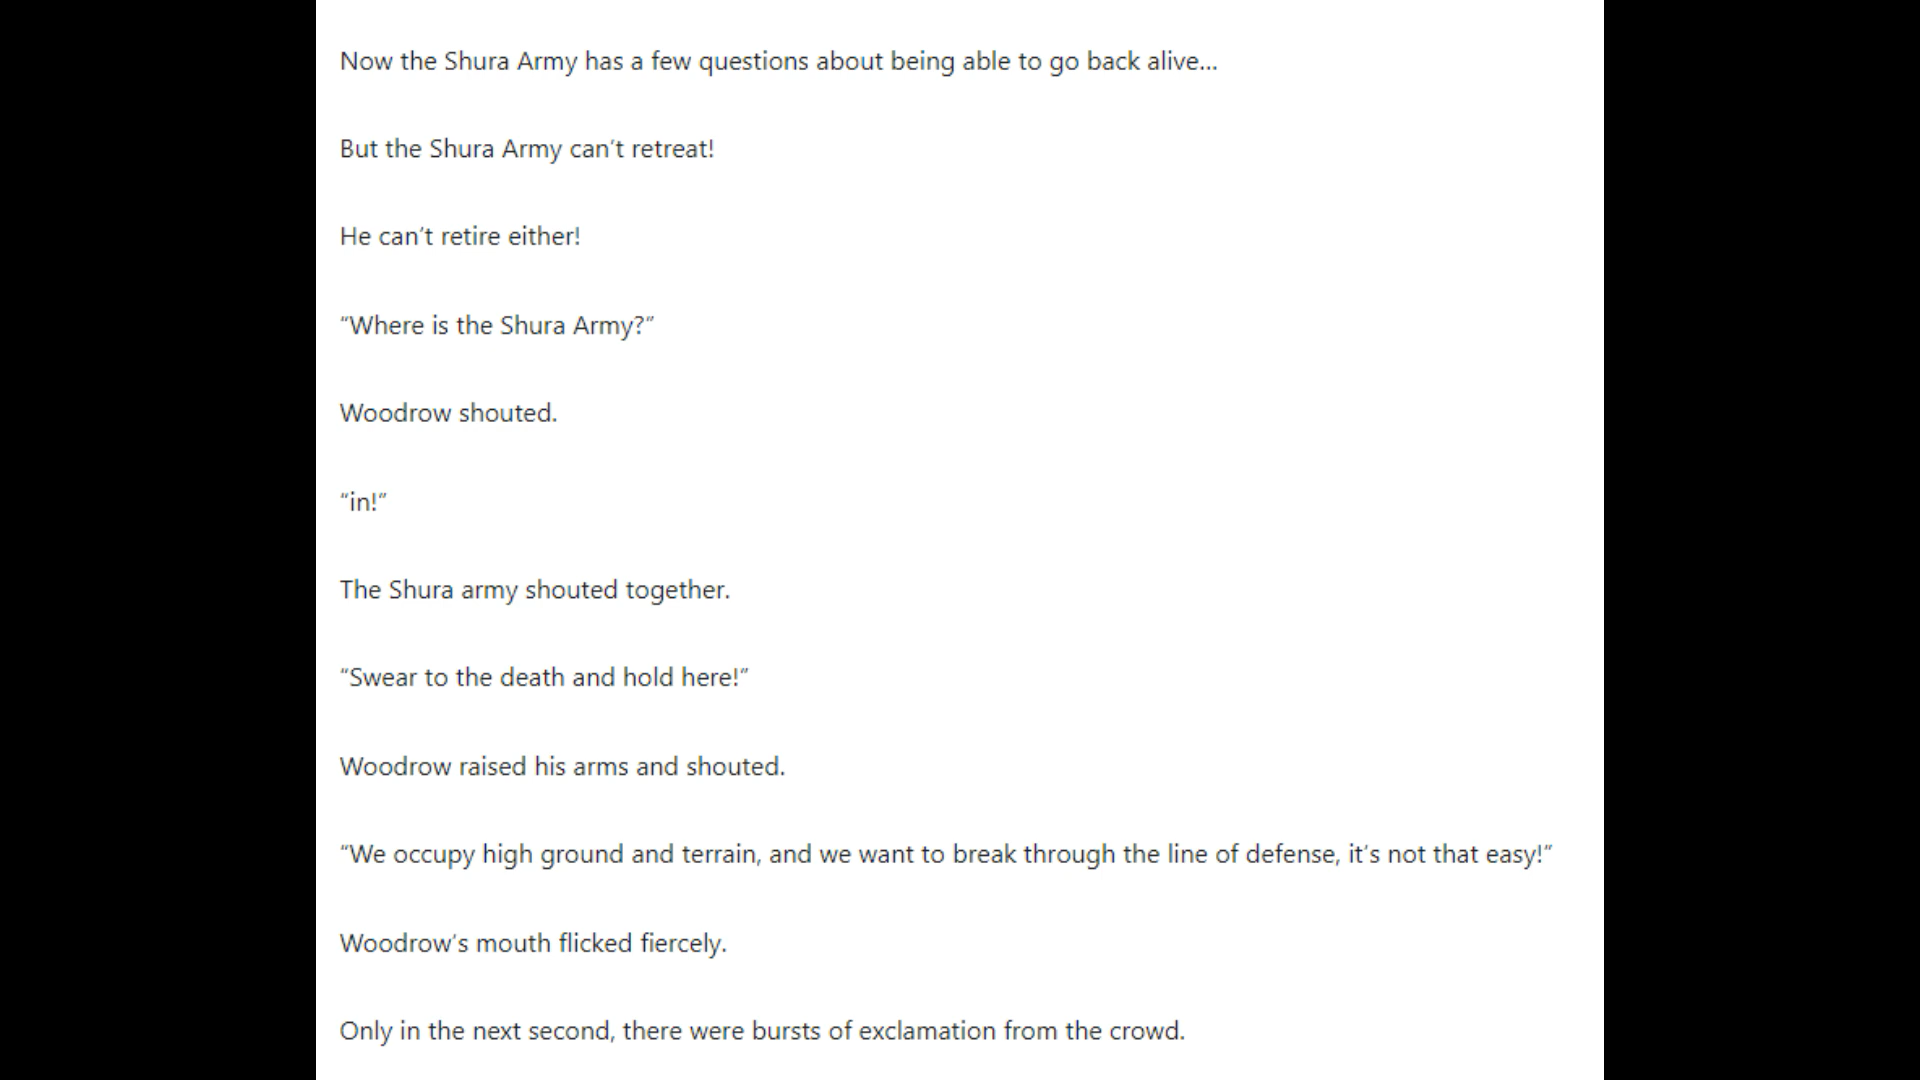 Now the Shura Army has a few questions about being able to go back alive...
But the Shura Army can’t retreat!
He can’t retire either!
“Where is the Shura Army?”
Woodrow shouted.
“in!”
The Shura army shouted together.
“Swear to the death and hold here!”
Woodrow raised his arms and shouted.
“We occupy high ground and terrain, and we want to break through the line of defense, it’s not that easy!”
Woodrow’s mouth flicked fiercely.
Only in the next second, there were bursts of exclamation from the crowd.